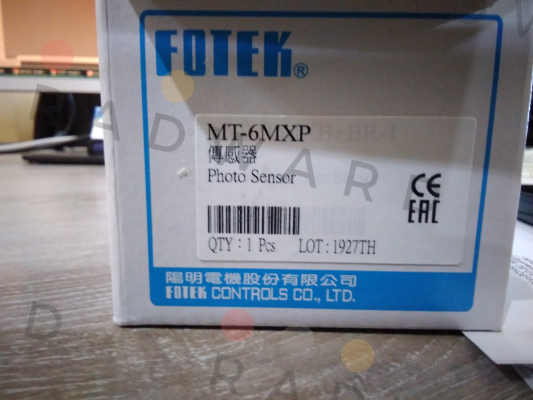 FOTEK®
MT-6MXP
傳感器
Photo Sensor
CE
EAC
QTY：1 Pcs LOT：1927TH
陽明電機股份有限公司
FOTEK CONTROLS CO., LTD.